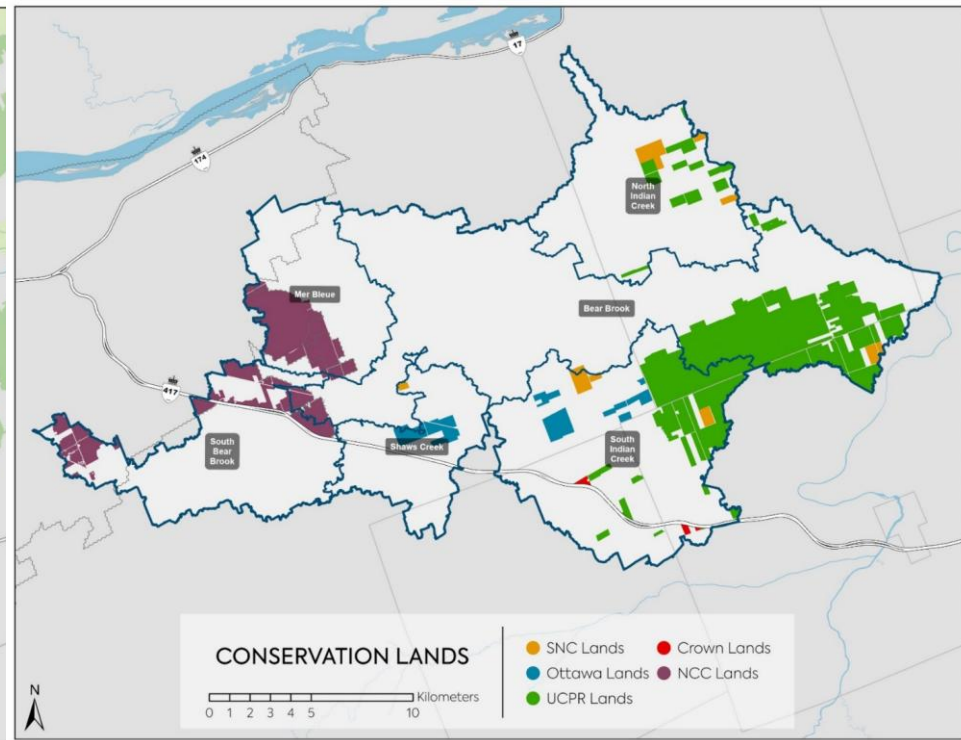 17
174
North
Indian
Creek
Mer Bleue
Bear Brook
417
South
Bear
Brook
Shaws Creek
South
Indian
Creek
CONSERVATION LANDS
Kilometers
0 1 2 3 4 5 10
SNC Lands
Ottawa Lands
UCPR Lands
Crown Lands
NCC Lands
N